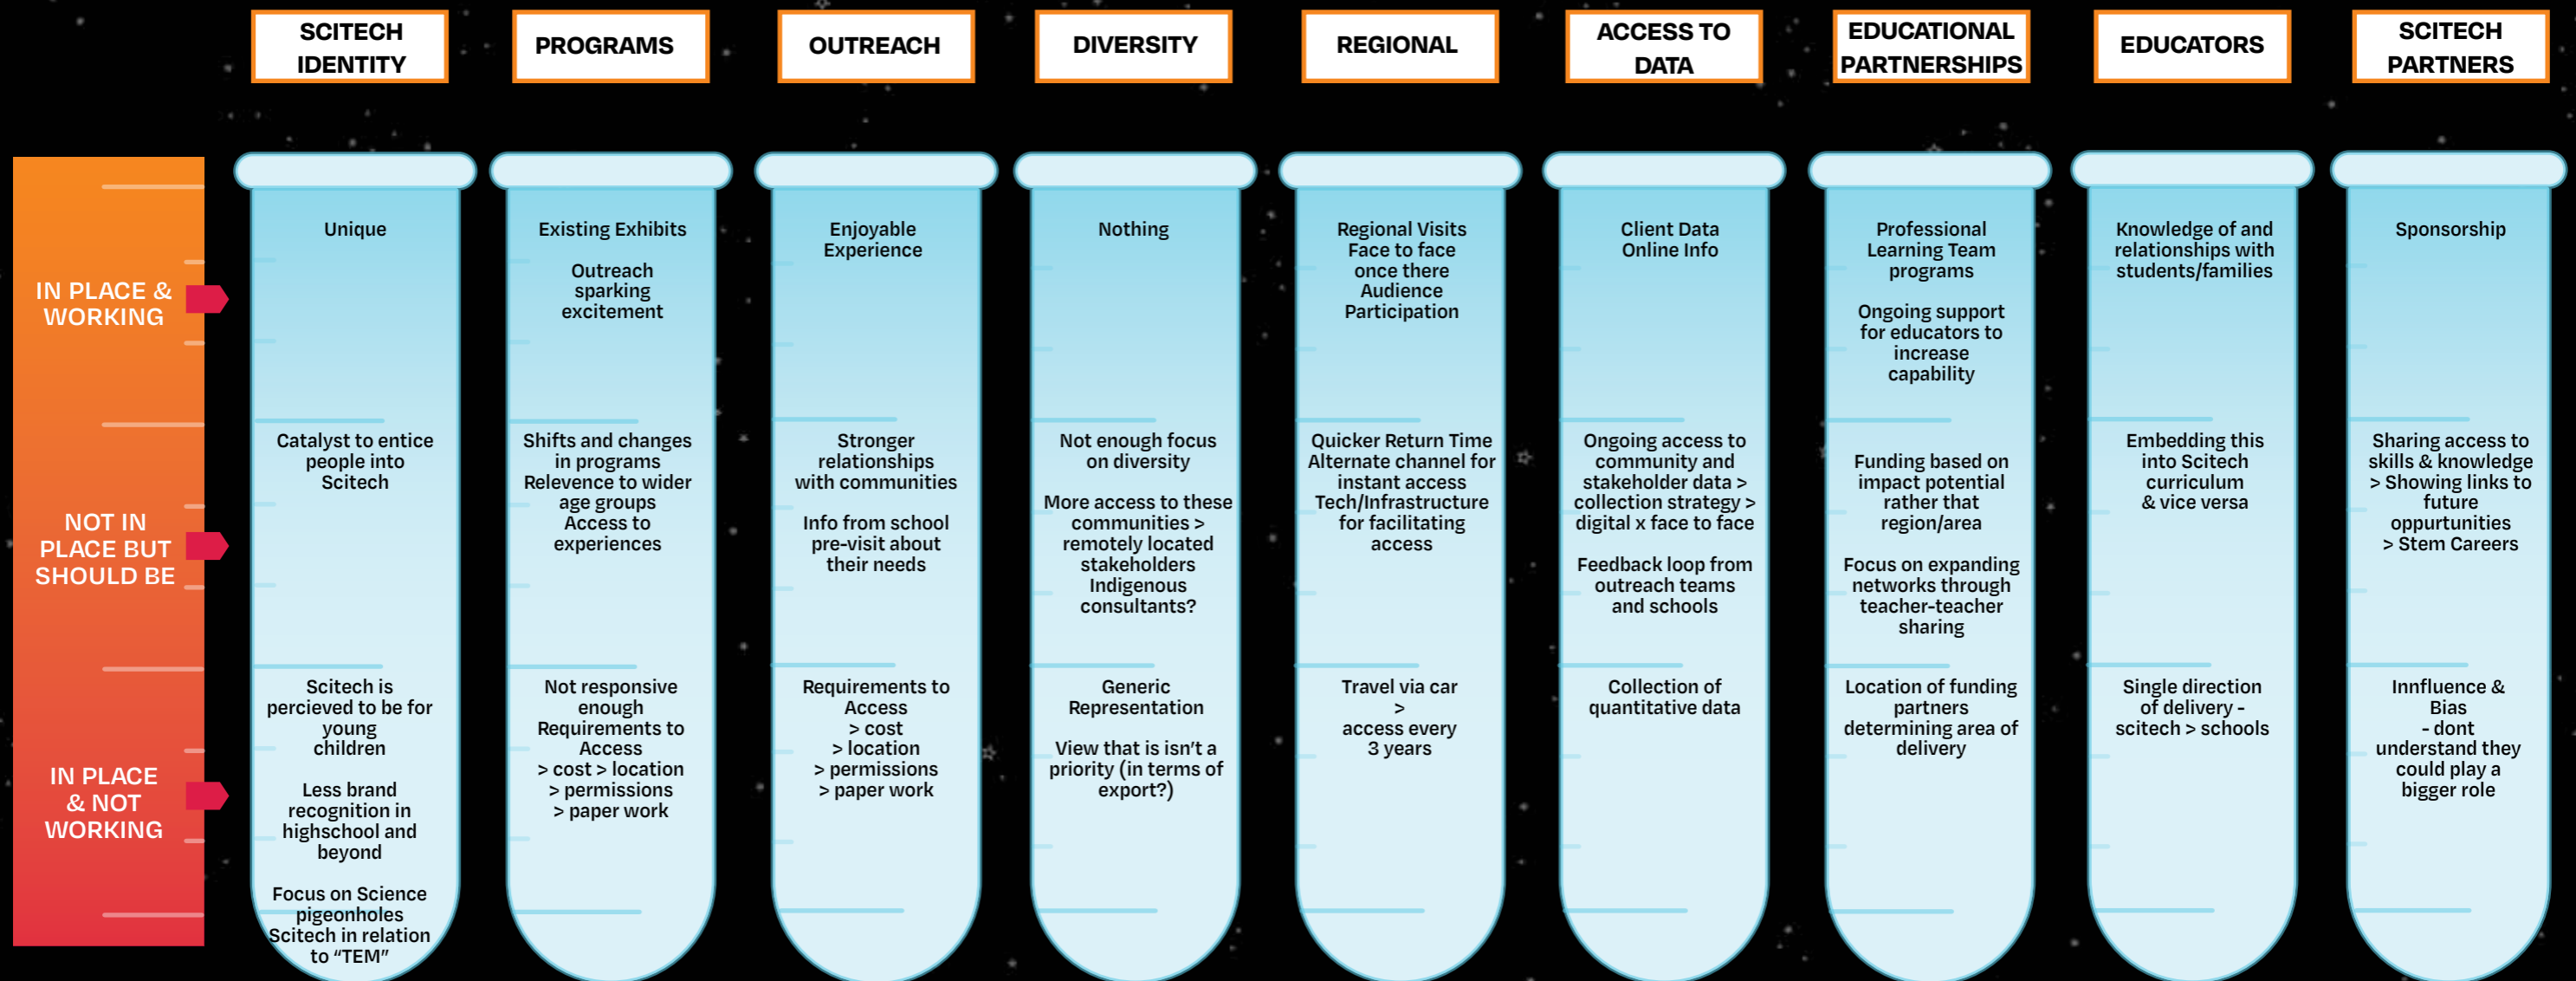 SCITECH
IDENTITY
PROGRAMS
OUTREACH
DIVERSITY
REGIONAL
ACCESS TO
DATA
EDUCATIONAL
PARTNERSHIPS
EDUCATORS
SCITECH
PARTNERS
IN PLACE &
WORKING
Unique
Existing Exhibits
Outreach
sparking
excitement
Enjoyable
Experience
Nothing
Regional Visits
Face to face
once there
Audience
Participation
Client Data
Online Info
Professional
Learning Team
programs
Ongoing support
for educators to
increase
capability
Knowledge of and
relationships with
students/families
Sponsorship
NOT IN
PLACE BUT
SHOULD BE
Catalyst to entice
people into
Scitech
Shifts and changes
in programs
Relevence to wider
age groups
Access to
experiences
Stronger
relationships
with communities
Info from school
pre-visit about
their needs
Not enough focus
on diversity
More access to these
communities >
remotely located
stakeholders
Indigenous
consultants?
Quicker Return Time
Alternate channel for
instant access
Tech/Infrastructure
for facilitating
access
Ongoing access to
community and
stakeholder data >
collection strategy >
digital x face to face
Feedback loop from
outreach teams
and schools
Funding based on
impact potential
rather that
region/area
Focus on expanding
networks through
teacher-teacher
sharing
Embedding this
into Scitech
curriculum
& vice versa
Sharing access to
skills & knowledge
> Showing links to
future
oppurtunities
> Stem Careers
IN PLACE
& NOT
WORKING
Scitech is
percieved to be for
young
children
Less brand
recognition in
highschool and
beyond
Focus on Science
pigeonholes
Scitech in relation
to “TEM”
Not responsive
enough
Requirements to
Access
> cost > location
> permissions
> paper work
Requirements to
Access
> cost
> location
> permissions
> paper work
Generic
Representation
View that is isn’t a
priority (in terms of
export?)
Travel via car
>
access every
3 years
Collection of
quantitative data
Location of funding
partners
determining area of
delivery
Single direction
of delivery -
scitech > schools
Innfluence &
Bias
- dont
understand they
could play a
bigger role